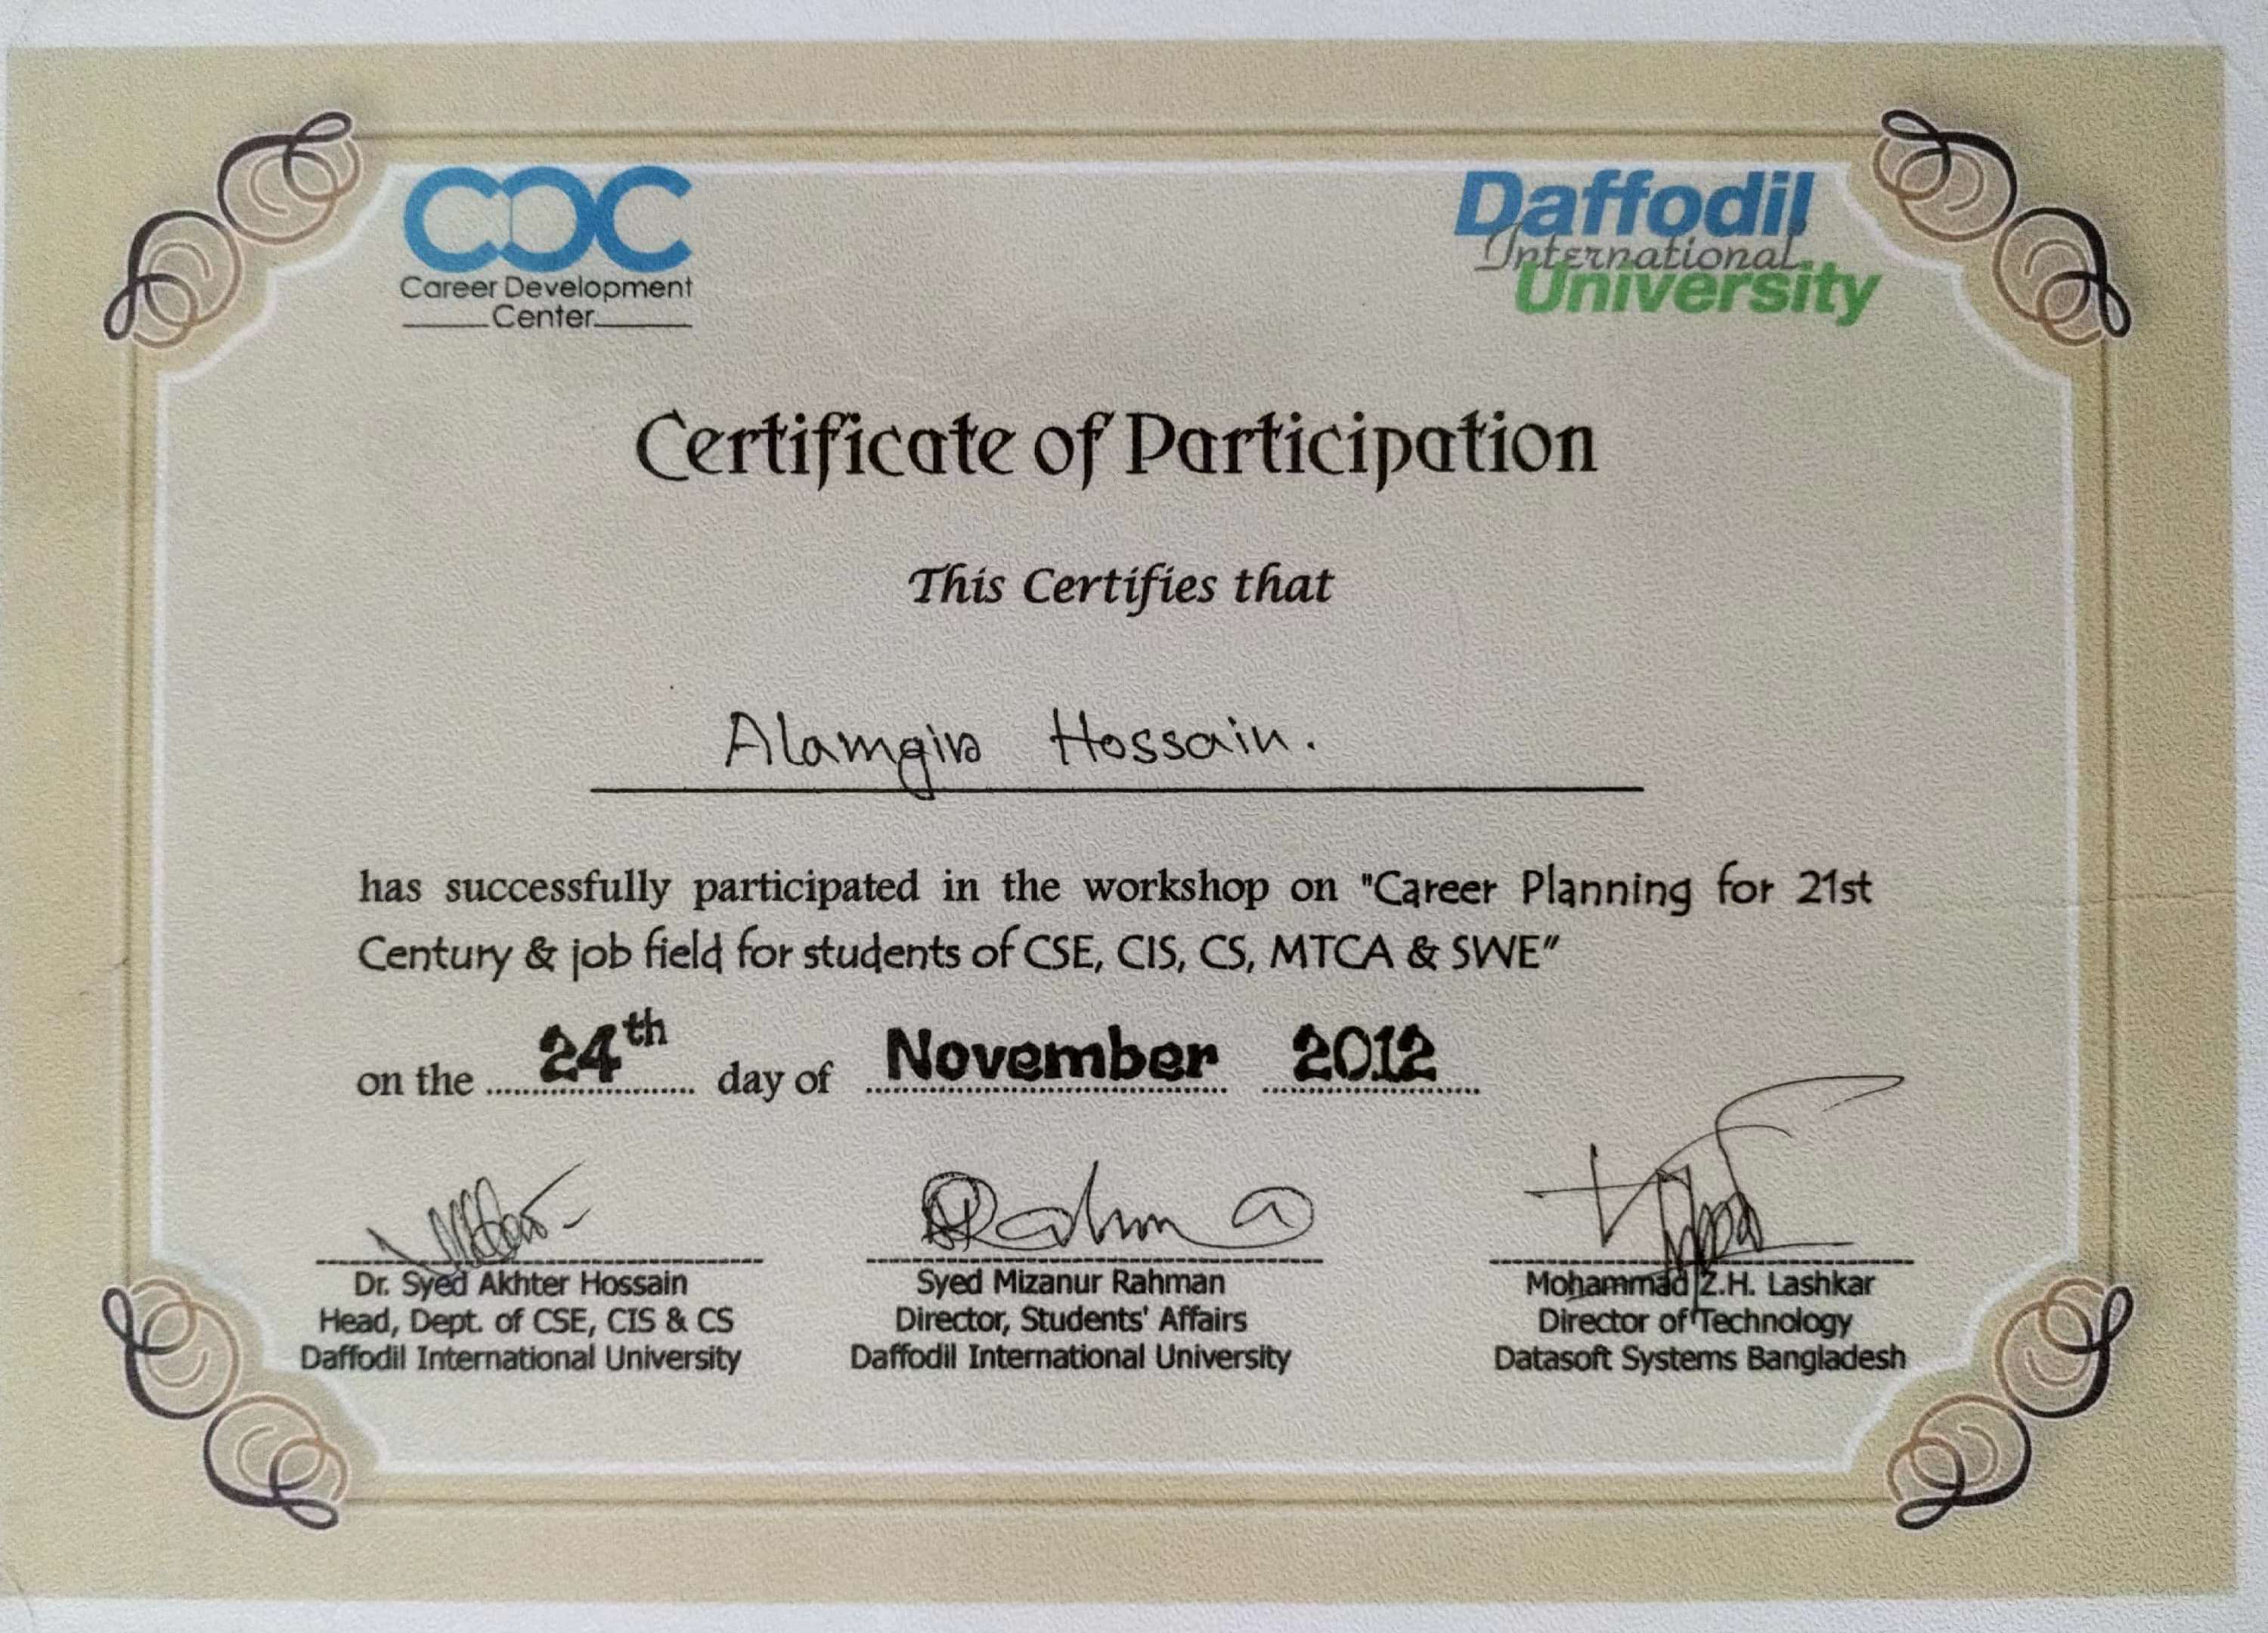 CDC
Career Development
Center
Daffodil
International
University
Certificate of Participation
This Certifies that
Alamgir Hossain.
has successfully participated in the workshop on "Career Planning for 21st
Century & job field for students of CSE, CIS, CS, MTCA & SWE"
on the 24th day of November 2012
Dr. Syed Akhter Hossain
Head, Dept. of CSE, CIS & CS
Daffodil International University
Syed Mizanur Rahman
Director, Students' Affairs
Daffodil International University
Mohammad Z.H. Lashkar
Director of Technology
Datasoft Systems Bangladesh